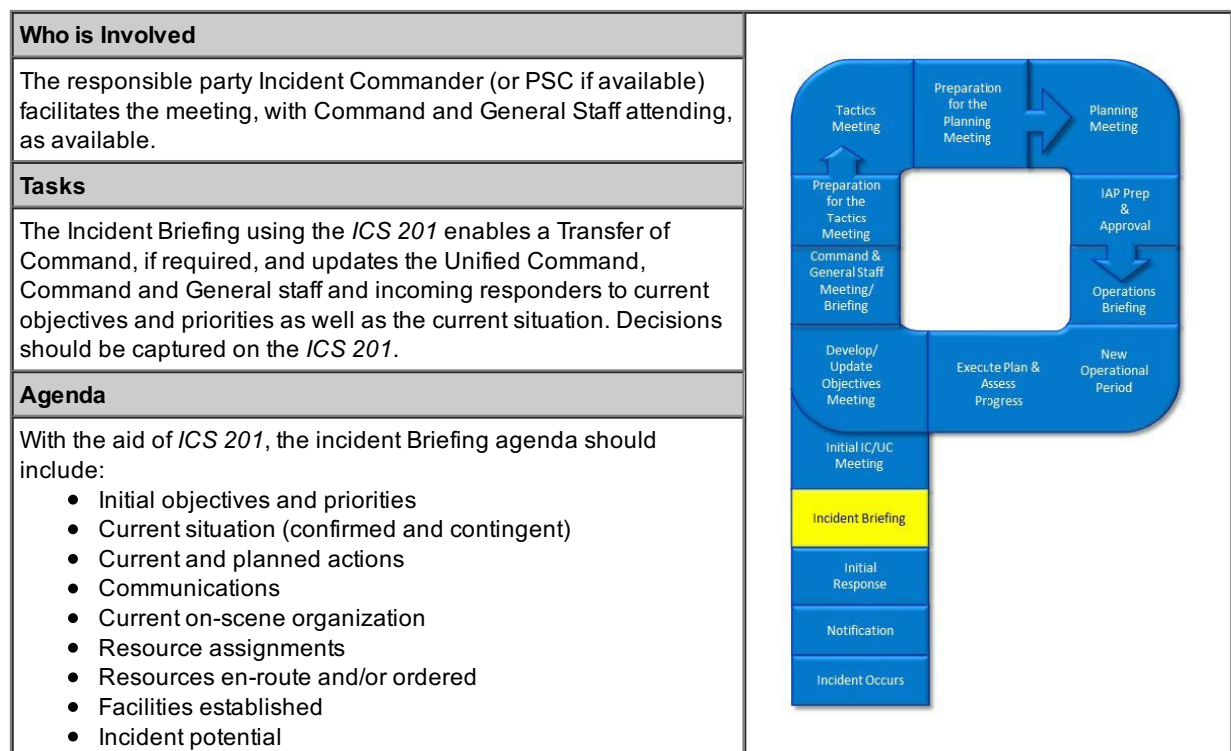 Who is Involved
The responsible party Incident Commander (or PSC if available)
facilitates the meeting, with Command and General Staff attending,
as available.
Tasks
The Incident Briefing using the ICS 201 enables a Transfer of
Command, if required, and updates the Unified Command,
Command and General staff and incoming responders to current
objectives and priorities as well as the current situation. Decisions
should be captured on the ICS 201.
Agenda
With the aid of ICS 201, the incident Briefing agenda should
include:
• Initial objectives and priorities
• Current situation (confirmed and contingent)
• Current and planned actions
• Communications
• Current on-scene organization
• Resource assignments
• Resources en-route and/or ordered
• Facilities established
• Incident potential
Tactics
Meeting
Preparation
for the
Planning
Meeting
Planning
Meeting
Preparation
for the
Tactics
Meeting
IAP Prep
&
Approval
Command &
General Staff
Meeting/
Briefing
Operations
Briefing
Develop/
Update
Objectives
Meeting
Execute Plan &
Assess
Progress
New
Operational
Period
Initial IC/UC
Meeting
Incident Briefing
Initial
Response
Notification
Incident Occurs